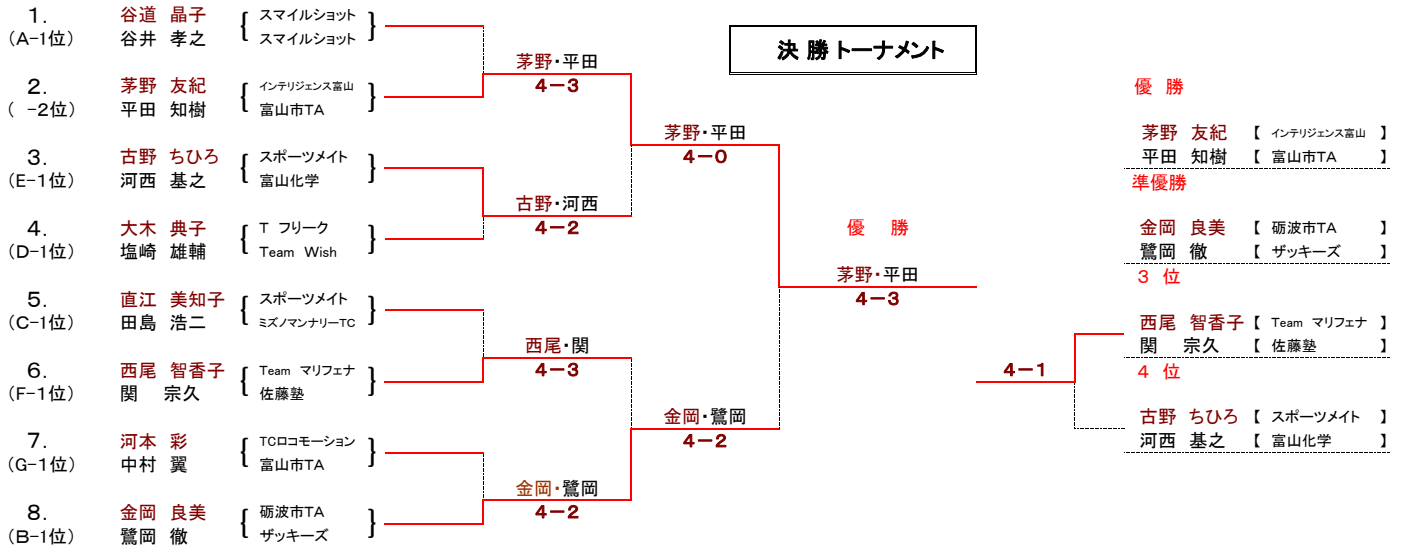 決 勝 トーナメント
1. 谷道 晶子 { スマイルショット }
(A-1位) 谷井 孝之 スマイルショット
茅野・平田
4-3
2. 茅野 友紀 { インテリジェンス富山 }
( -2位) 平田 知樹 富山市TA
茅野・平田
4-0
3. 古野 ちひろ { スポーツメイト }
(E-1位) 河西 基之 富山化学
古野・河西
4-2
4. 大木 典子 { T フリーク }
(D-1位) 塩崎 雄輔 Team Wish
優 勝
茅野・平田
4-3
5. 直江 美知子 { スポーツメイト }
(C-1位) 田島 浩二 ミズノマンナリーTC
西尾・関
4-3
6. 西尾 智香子 { Team マリフェナ }
(F-1位) 関 宗久 佐藤塾
金岡・鷺岡
4-2
7. 河本 彩 { TCロコモーション }
(G-1位) 中村 翼 富山市TA
金岡・鷺岡
4-2
8. 金岡 良美 { 砺波市TA }
(B-1位) 鷺岡 徹 ザッキーズ
優 勝
茅野 友紀 【 インテリジェンス富山 】
平田 知樹 【 富山市TA 】
準優勝
金岡 良美 【 砺波市TA 】
鷺岡 徹 【 ザッキーズ 】
3 位
西尾 智香子 【 Team マリフェナ 】
関 宗久 【 佐藤塾 】
4-1
4 位
古野 ちひろ 【 スポーツメイト 】
河西 基之 【 富山化学 】